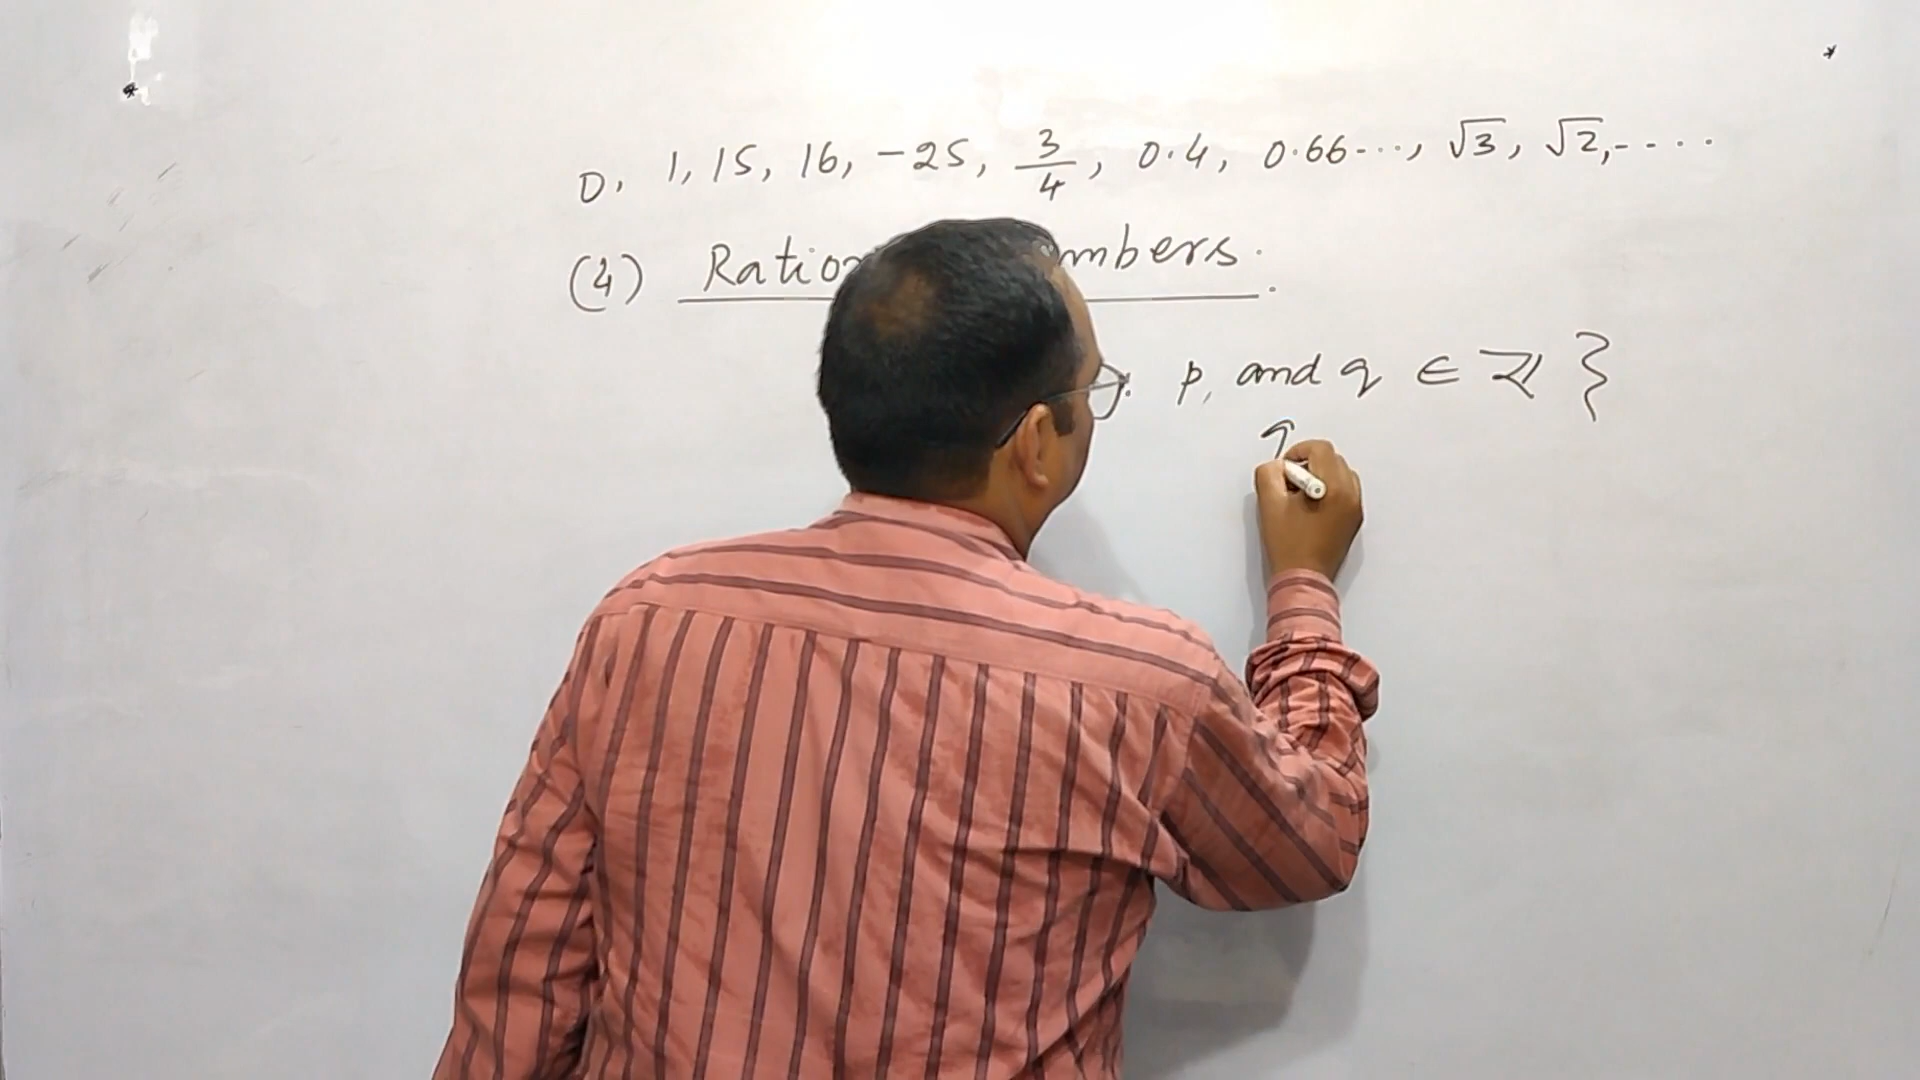 0, 1, 15, 16, -25, 3/4, 0.4, 0.66..., √3, √2, ....
(4) Ratio mbers.
p, and q ∈ Z }
q